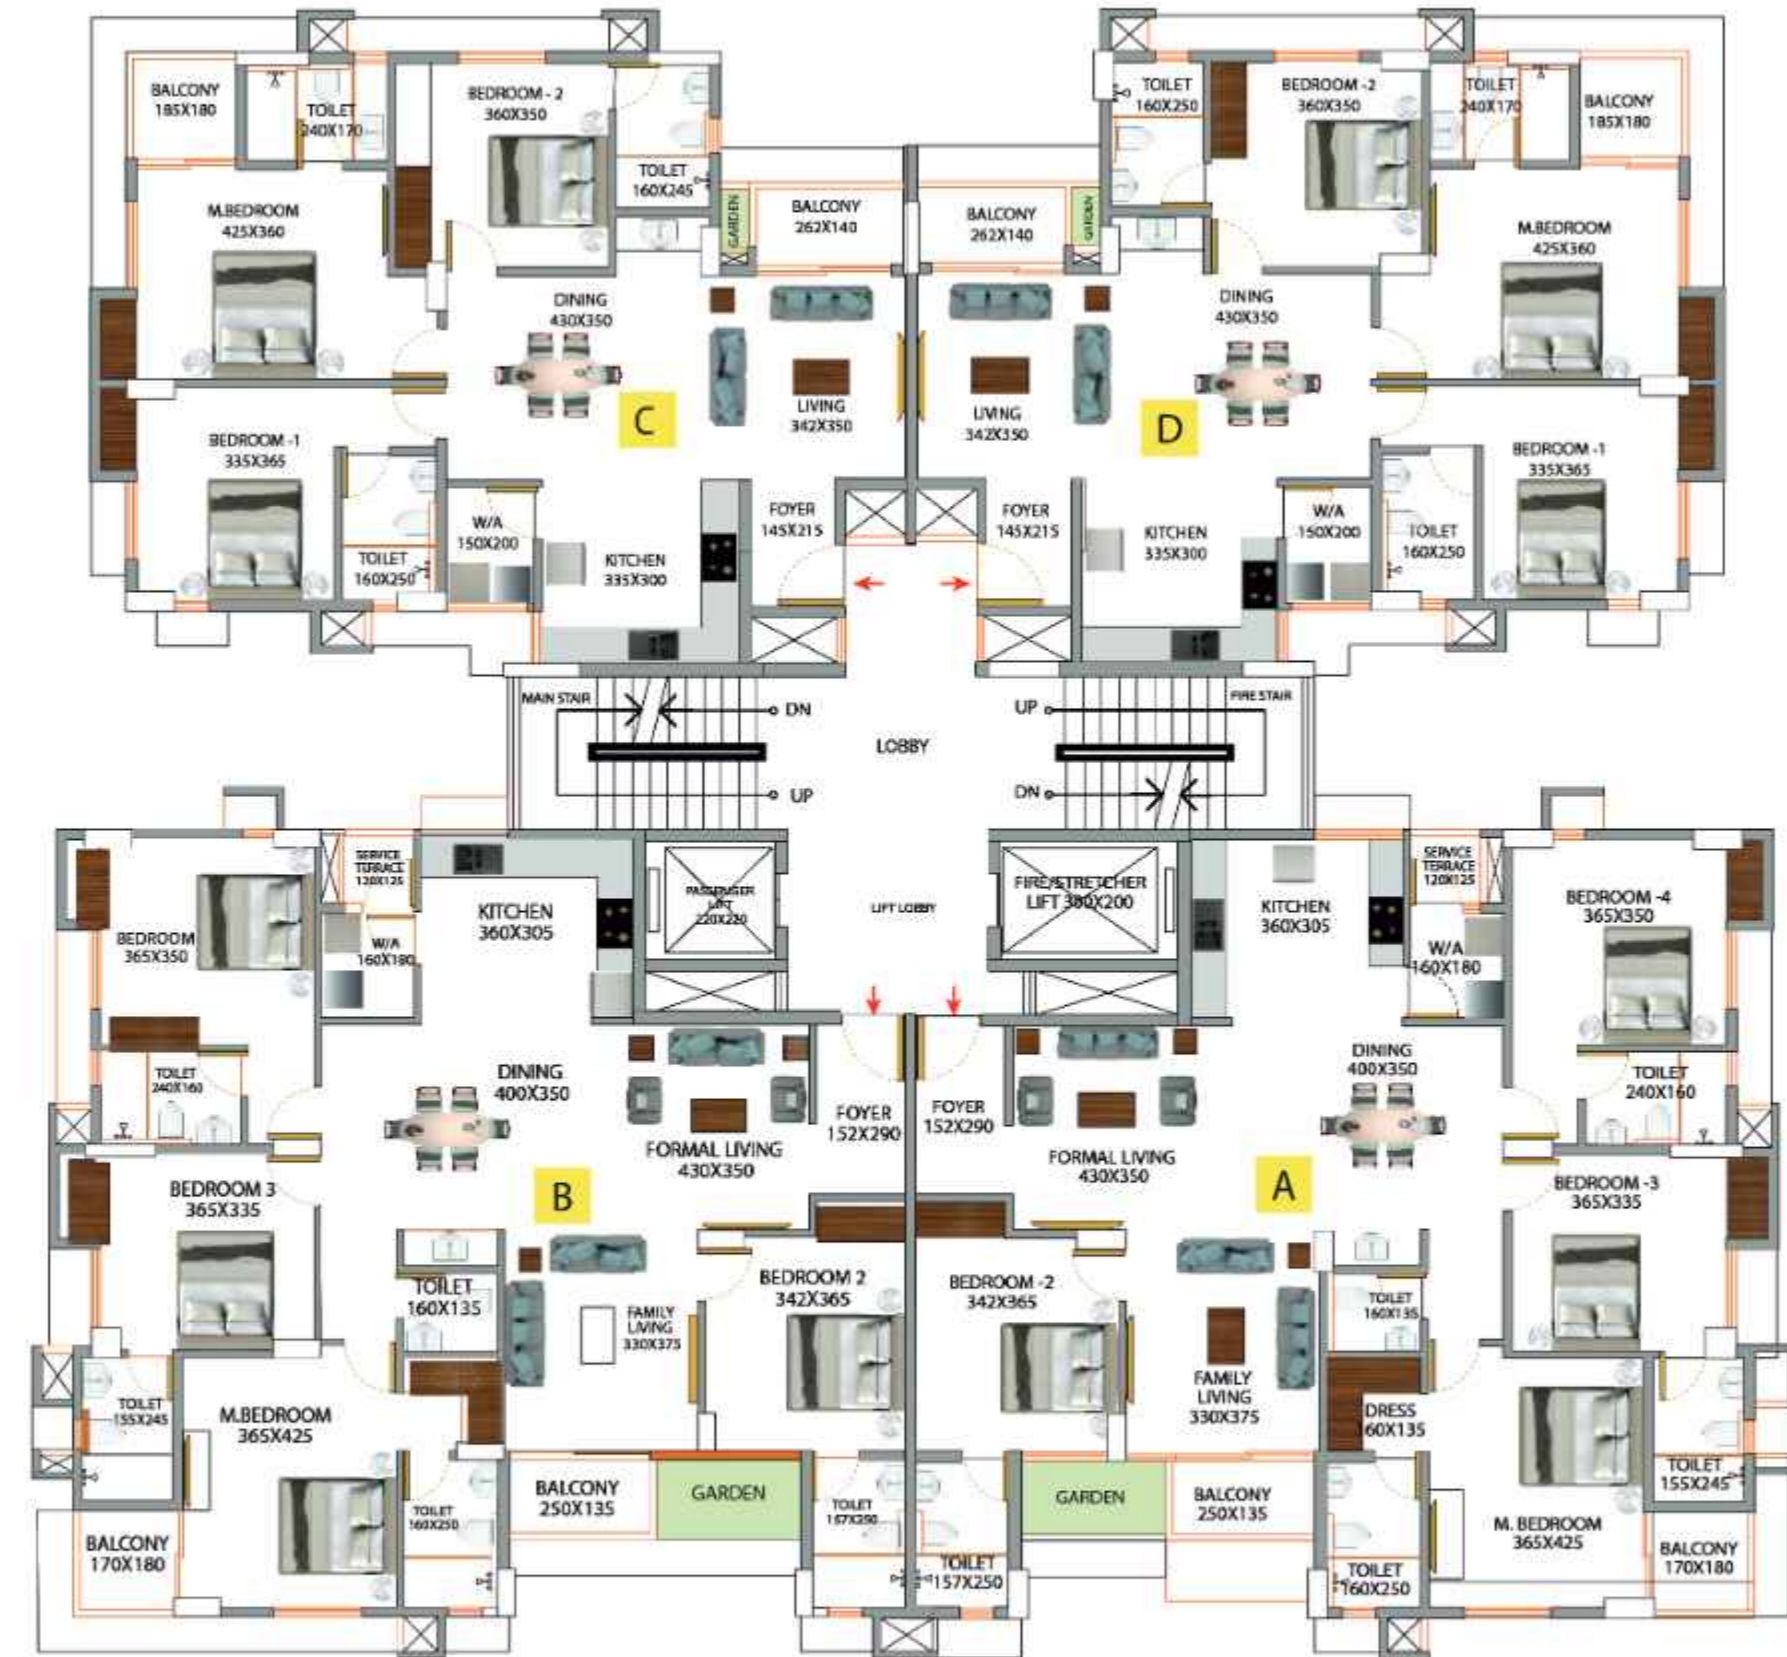 BALCONY
185X180
TOILET
240X170
BEDROOM - 2
360X350
TOILET
160X245
M.BEDROOM
425X360
GARDEN
BALCONY
262X140
DINING
430X350
LIVING
342X350
C
BEDROOM -1
335X365
TOILET
160X250
W/A
150X200
KITCHEN
335X300
FOYER
145X215
TOILET
160X250
BEDROOM -2
360X350
TOILET
240X170
BALCONY
185X180
BALCONY
262X140
GARDEN
M.BEDROOM
425X360
DINING
430X350
LIVING
342X350
D
BEDROOM -1
335X365
FOYER
145X215
KITCHEN
335X300
W/A
150X200
TOILET
160X250
MAIN STAIR
DN
UP
LOBBY
UP
DN
FIRE STAIR
SERVICE
TERRACE
120X125
KITCHEN
360X305
PASSENGER
LIFT
220X220
LIFT LOBBY
FIRE/STRETCHER
LIFT 300X200
BEDROOM
365X350
W/A
160X180
TOILET
240X160
DINING
400X350
FORMAL LIVING
430X350
FOYER
152X290
B
BEDROOM 3
365X335
TOILET
160X135
FAMILY
LIVING
330X375
BEDROOM 2
342X365
TOILET
155X245
M.BEDROOM
365X425
BALCONY
170X180
TOILET
160X250
BALCONY
250X135
GARDEN
TOILET
157X250
KITCHEN
360X305
SERVICE
TERRACE
120X125
BEDROOM -4
365X350
W/A
160X180
FOYER
152X290
FORMAL LIVING
430X350
DINING
400X350
TOILET
240X160
A
BEDROOM -3
365X335
BEDROOM -2
342X365
TOILET
160X135
FAMILY
LIVING
330X375
DRESS
160X135
GARDEN
BALCONY
250X135
TOILET
157X250
TOILET
160X250
M. BEDROOM
365X425
TOILET
155X245
BALCONY
170X180